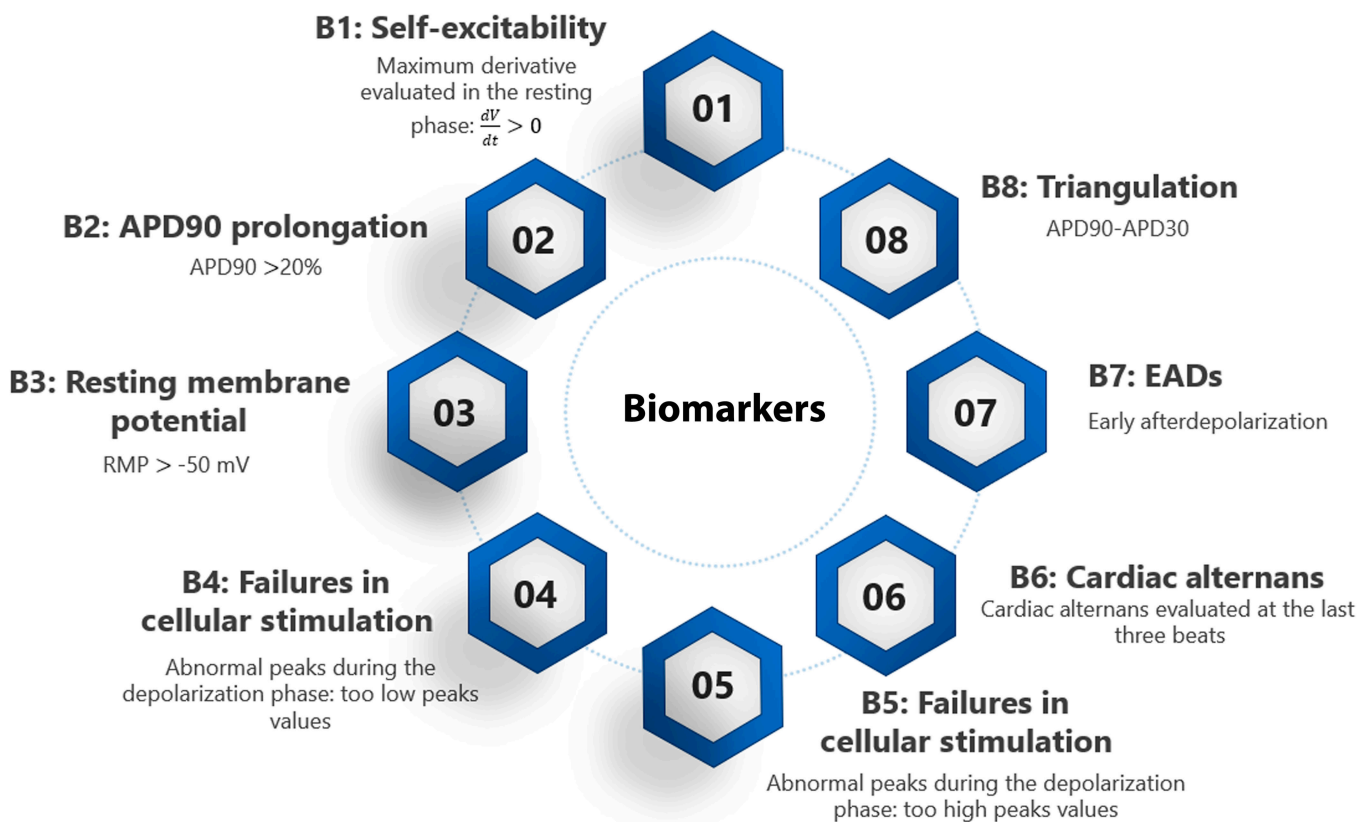 B1: Self-excitability
Maximum derivative
evaluated in the resting
phase: dV/dt > 0
01
B2: APD90 prolongation
APD90 >20%
02
B3: Resting membrane
potential
RMP > -50 mV
03
B4: Failures in
cellular stimulation
Abnormal peaks during the
depolarization phase: too low peaks
values
04
05
B5: Failures in
cellular stimulation
Abnormal peaks during the depolarization
phase: too high peaks values
06
B6: Cardiac alternans
Cardiac alternans evaluated at the last
three beats
07
B7: EADs
Early afterdepolarization
08
B8: Triangulation
APD90-APD30
Biomarkers